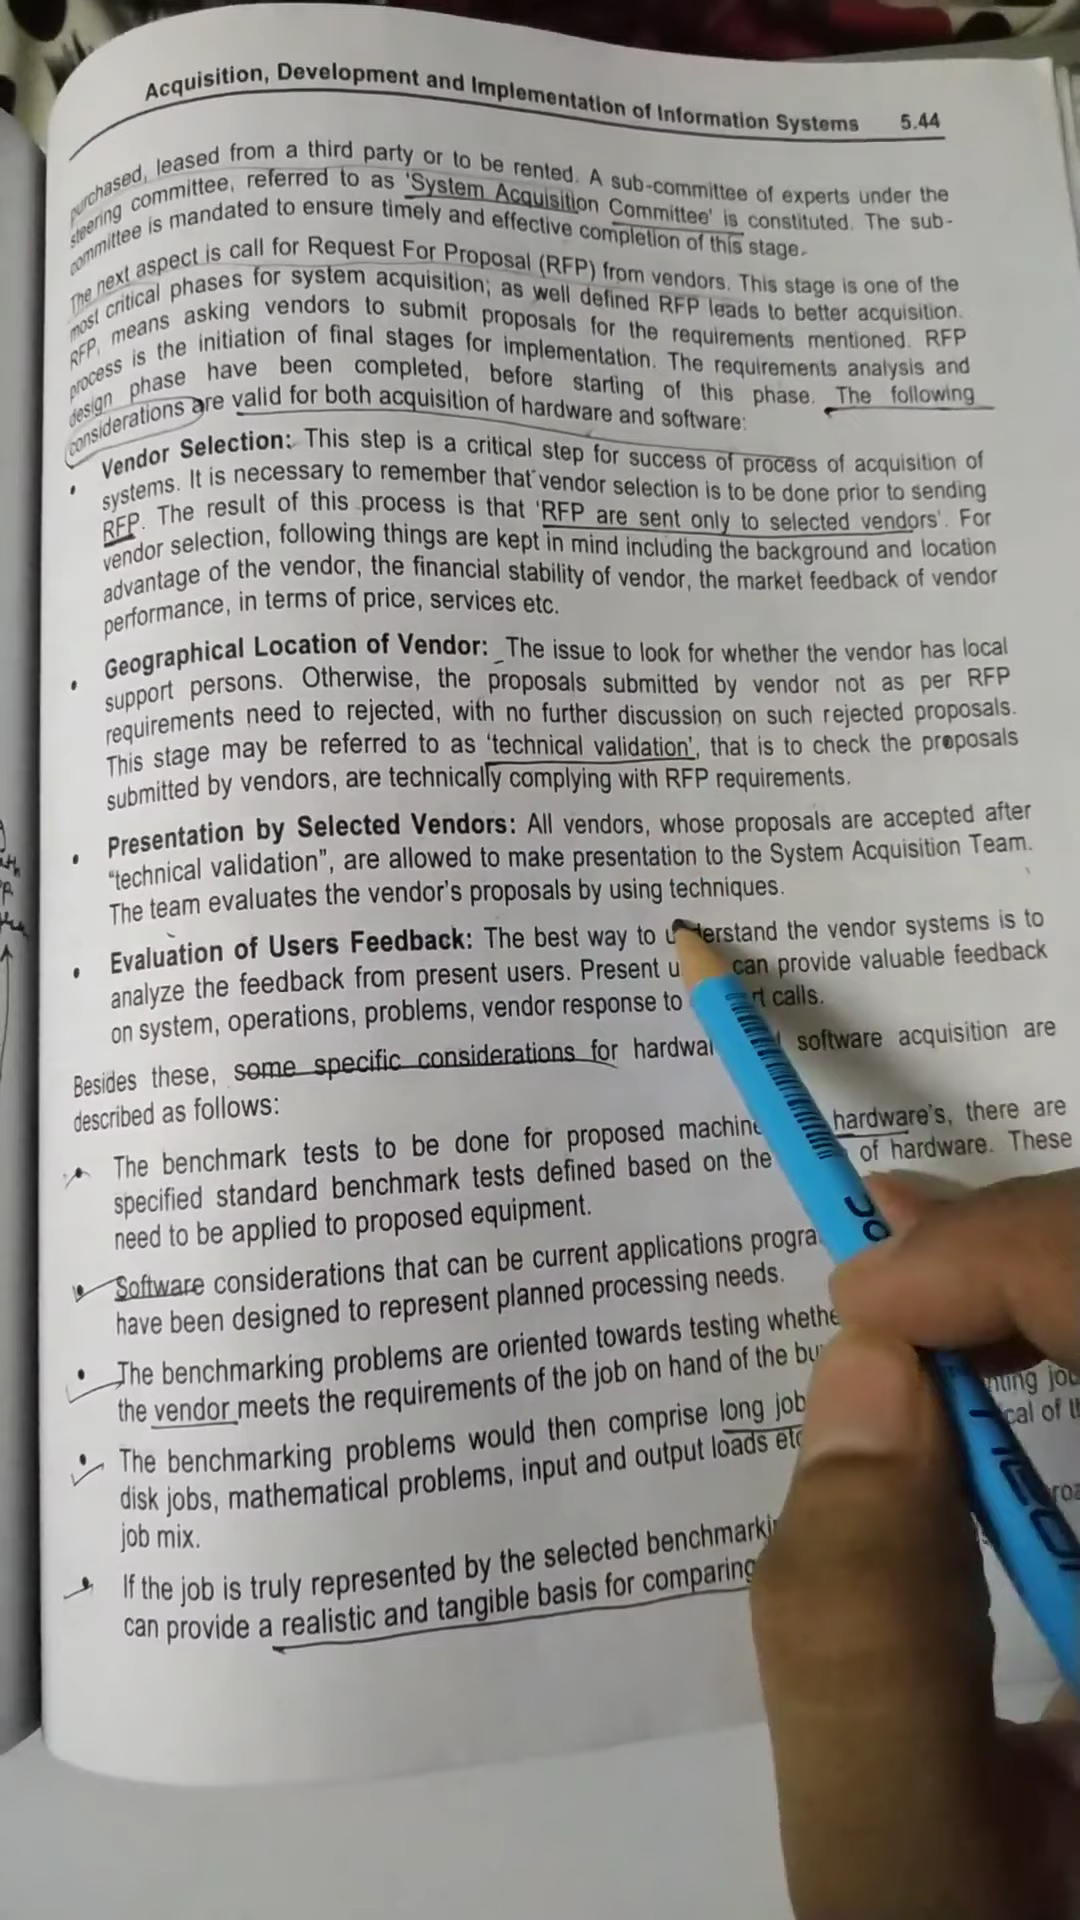 Acquisition, Development and Implementation of Information Systems 5.44
purchased, leased from a third party or to be rented. A sub-committee of experts under the
steering committee, referred to as 'System Acquisition Committee' is constituted. The sub-
committee is mandated to ensure timely and effective completion of this stage.
The next aspect is call for Request For Proposal (RFP) from vendors. This stage is one of the
most critical phases for system acquisition; as well defined RFP leads to better acquisition.
RFP, means asking vendors to submit proposals for the requirements mentioned. RFP
process is the initiation of final stages for implementation. The requirements analysis and
design phase have been completed, before starting of this phase. The following
considerations are valid for both acquisition of hardware and software:
• Vendor Selection: This step is a critical step for success of process of acquisition of
systems. It is necessary to remember that vendor selection is to be done prior to sending
RFP. The result of this process is that 'RFP are sent only to selected vendors'. For
vendor selection, following things are kept in mind including the background and location
advantage of the vendor, the financial stability of vendor, the market feedback of vendor
performance, in terms of price, services etc.
• Geographical Location of Vendor: The issue to look for whether the vendor has local
support persons. Otherwise, the proposals submitted by vendor not as per RFP
requirements need to rejected, with no further discussion on such rejected proposals.
This stage may be referred to as 'technical validation', that is to check the proposals
submitted by vendors, are technically complying with RFP requirements.
• Presentation by Selected Vendors: All vendors, whose proposals are accepted after
"technical validation", are allowed to make presentation to the System Acquisition Team.
The team evaluates the vendor's proposals by using techniques.
• Evaluation of Users Feedback: The best way to understand the vendor systems is to
analyze the feedback from present users. Present u can provide valuable feedback
on system, operations, problems, vendor response to rt calls.
Besides these, some specific considerations for hardwa software acquisition are
described as follows:
• The benchmark tests to be done for proposed machine hardware's, there are
specified standard benchmark tests defined based on the of hardware. These
need to be applied to proposed equipment.
• Software considerations that can be current applications progra
have been designed to represent planned processing needs.
• The benchmarking problems are oriented towards testing whethe
the vendor meets the requirements of the job on hand of the bu
• The benchmarking problems would then comprise long job nting job
disk jobs, mathematical problems, input and output loads etc cal of th
job mix.
• If the job is truly represented by the selected benchmarki roa
can provide a realistic and tangible basis for comparing